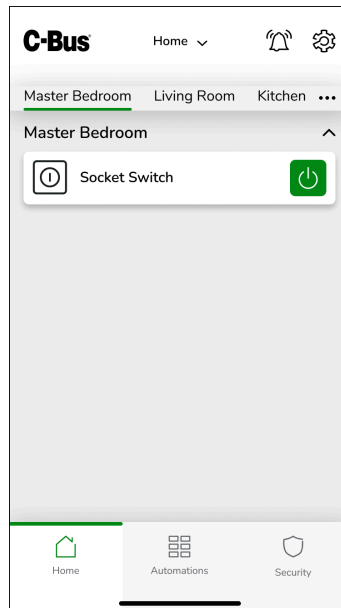 C-Bus Home
Master Bedroom Living Room Kitchen •••
Master Bedroom
Socket Switch
Home Automations Security